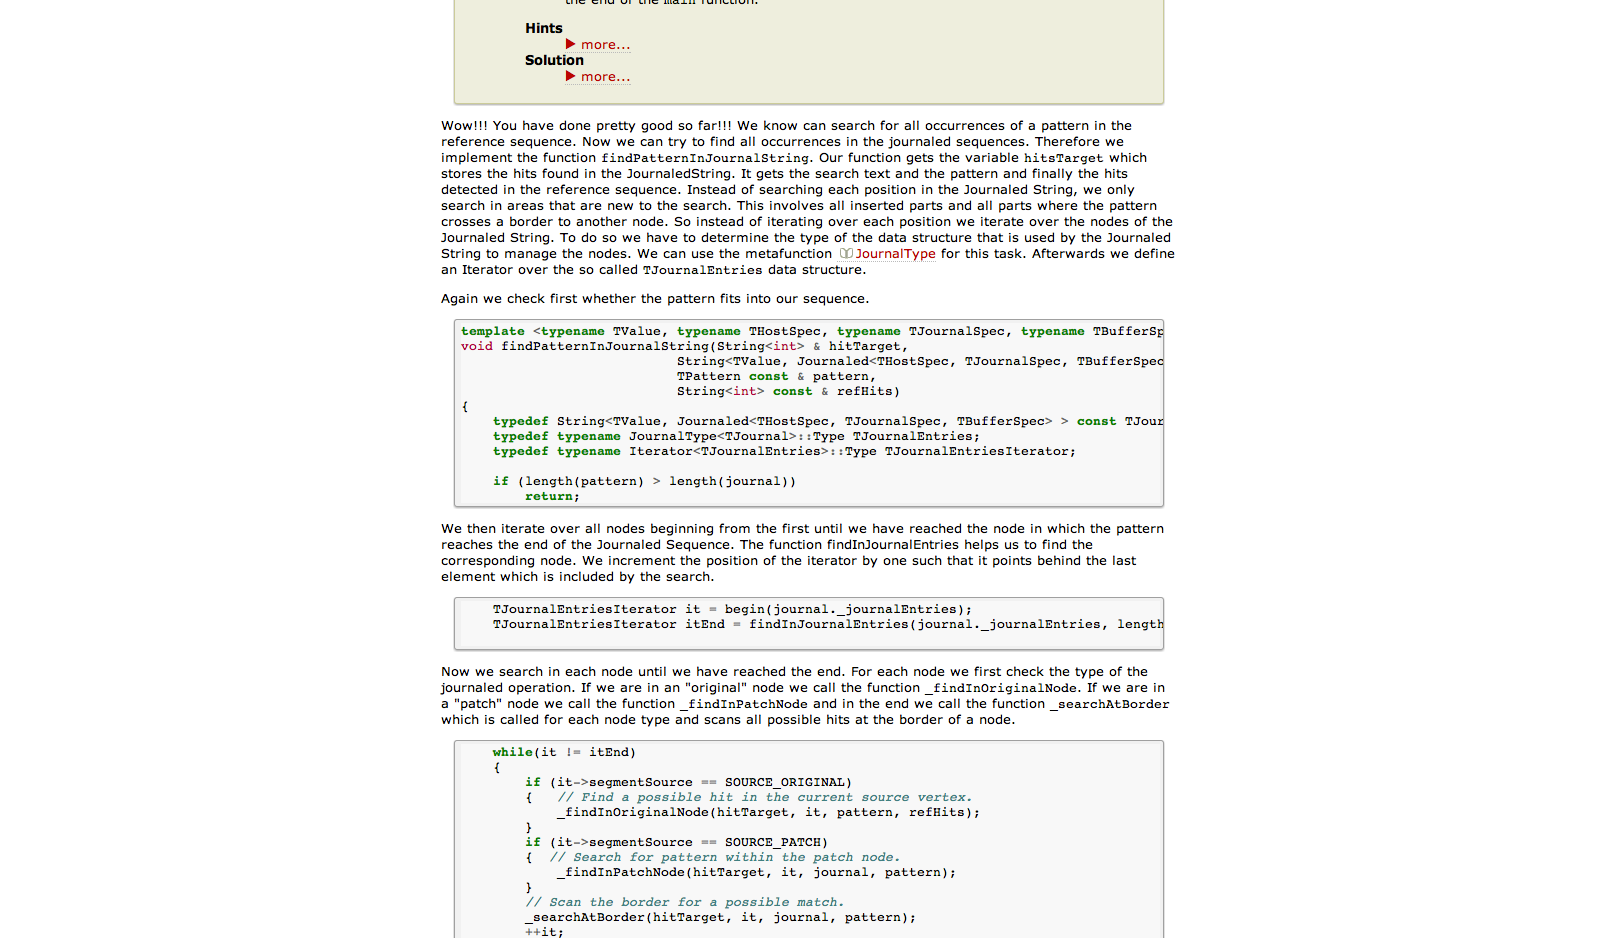 the end of the main function.
Hints
more...
Solution
more...
Wow!!! You have done pretty good so far!!! We know can search for all occurrences of a pattern in the
reference sequence. Now we can try to find all occurrences in the journaled sequences. Therefore we
implement the function findPatternInJournalString. Our function gets the variable hitsTarget which
stores the hits found in the JournaledString. It gets the search text and the pattern and finally the hits
detected in the reference sequence. Instead of searching each position in the Journaled String, we only
search in areas that are new to the search. This involves all inserted parts and all parts where the pattern
crosses a border to another node. So instead of iterating over each position we iterate over the nodes of the
Journaled String. To do so we have to determine the type of the data structure that is used by the Journaled
String to manage the nodes. We can use the metafunction JournalType for this task. Afterwards we define
an Iterator over the so called TJournalEntries data structure.
Again we check first whether the pattern fits into our sequence.
template <typename TValue, typename THostSpec, typename TJournalSpec, typename TBufferSp
void findPatternInJournalString(String<int> & hitTarget,
String<TValue, Journaled<THostSpec, TJournalSpec, TBufferSpec
TPattern const & pattern,
String<int> const & refHits)
{
typedef String<TValue, Journaled<THostSpec, TJournalSpec, TBufferSpec> > const TJour
typedef typename JournalType<TJournal>::Type TJournalEntries;
typedef typename Iterator<TJournalEntries>::Type TJournalEntriesIterator;
if (length(pattern) > length(journal))
return;
We then iterate over all nodes beginning from the first until we have reached the node in which the pattern
reaches the end of the Journaled Sequence. The function findInJournalEntries helps us to find the
corresponding node. We increment the position of the iterator by one such that it points behind the last
element which is included by the search.
TJournalEntriesIterator it = begin(journal._journalEntries);
TJournalEntriesIterator itEnd = findInJournalEntries(journal._journalEntries, length
Now we search in each node until we have reached the end. For each node we first check the type of the
journaled operation. If we are in an "original" node we call the function _findInOriginalNode. If we are in
a "patch" node we call the function _findInPatchNode and in the end we call the function _searchAtBorder
which is called for each node type and scans all possible hits at the border of a node.
while(it != itEnd)
{
if (it->segmentSource == SOURCE_ORIGINAL)
{ // Find a possible hit in the current source vertex.
_findInOriginalNode(hitTarget, it, pattern, refHits);
}
if (it->segmentSource == SOURCE_PATCH)
{ // Search for pattern within the patch node.
_findInPatchNode(hitTarget, it, journal, pattern);
}
// Scan the border for a possible match.
_searchAtBorder(hitTarget, it, journal, pattern);
++it;